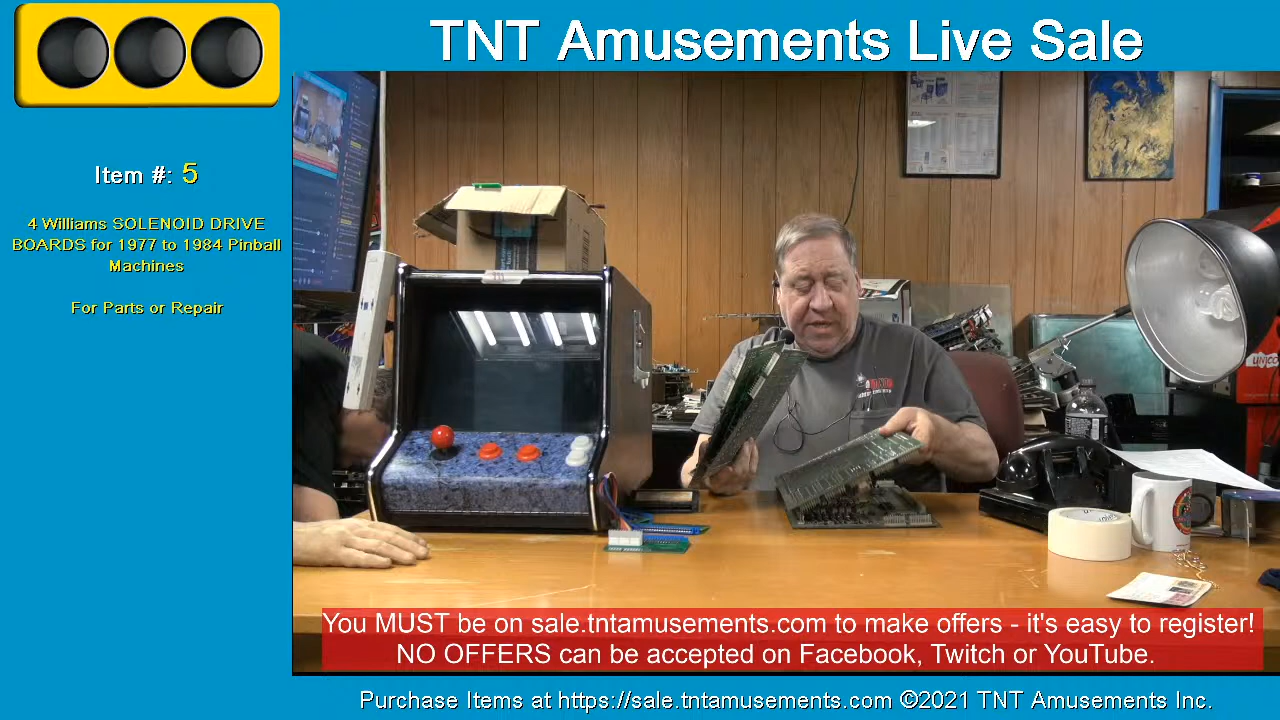 TNT Amusements Live Sale
Item #: 5
4 Williams SOLENOID DRIVE
BOARDS for 1977 to 1984 Pinball
Machines
For Parts or Repair
UNICO
You MUST be on sale.tntamusements.com to make offers - it's easy to register!
NO OFFERS can be accepted on Facebook, Twitch or YouTube.
Purchase Items at https://sale.tntamusements.com ©2021 TNT Amusements Inc.